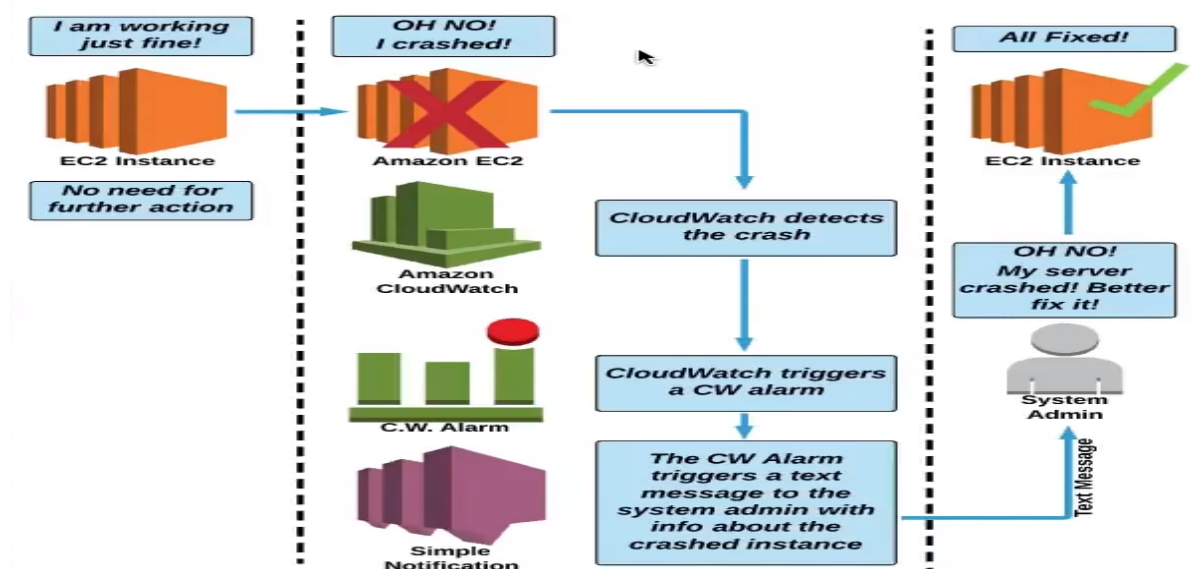 I am working
just fine!
EC2 Instance
No need for
further action
OH NO!
I crashed!
Amazon EC2
Amazon
CloudWatch
C.W. Alarm
Simple
Notification
CloudWatch detects
the crash
CloudWatch triggers
a CW alarm
The CW Alarm
triggers a text
message to the
system admin with
info about the
crashed instance
All Fixed!
EC2 Instance
OH NO!
My server
crashed! Better
fix it!
System
Admin
Text Message